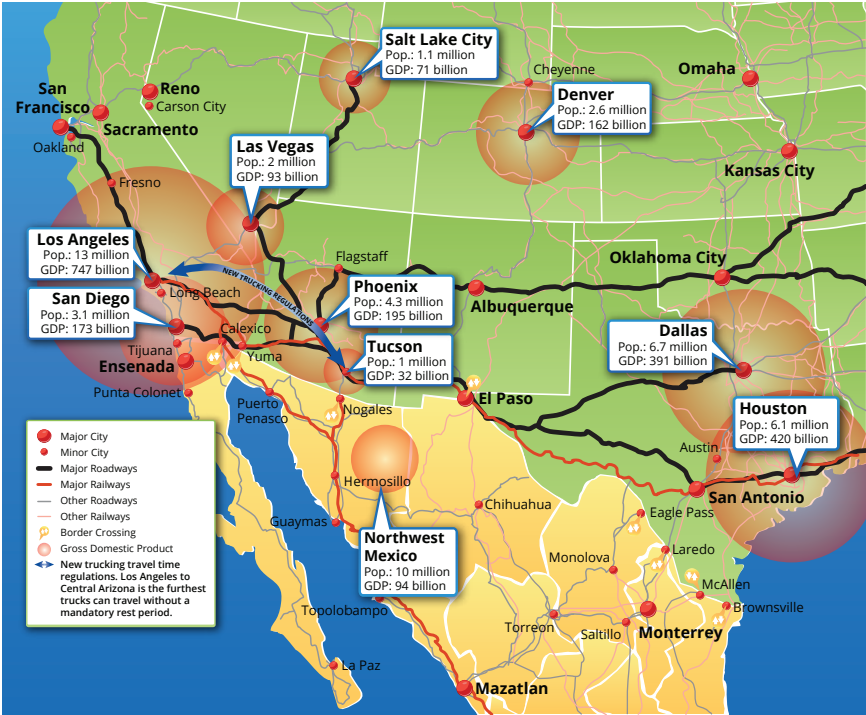 Salt Lake City
Pop.: 1.1 million
GDP: 71 billion
Cheyenne
Omaha
Denver
Pop.: 2.6 million
GDP: 162 billion
San
Francisco
Reno
Carson City
Sacramento
Oakland
Las Vegas
Pop.: 2 million
GDP: 93 billion
Kansas City
Fresno
Los Angeles
Pop.: 13 million
GDP: 747 billion
Flagstaff
Oklahoma City
NEW TRUCKING REGULATIONS
Long Beach
Phoenix
Pop.: 4.3 million
GDP: 195 billion
Albuquerque
San Diego
Pop.: 3.1 million
GDP: 173 billion
Calexico
Dallas
Pop.: 6.7 million
GDP: 391 billion
Tijuana
Yuma
Tucson
Pop.: 1 million
GDP: 32 billion
Ensenada
Punta Colonet
Puerto
Penasco
Nogales
El Paso
Houston
Pop.: 6.1 million
GDP: 420 billion
Austin
Major City
Minor City
Major Roadways
Major Railways
Other Roadways
Other Railways
Border Crossing
Gross Domestic Product
New trucking travel time
regulations. Los Angeles to
Central Arizona is the furthest
trucks can travel without a
mandatory rest period.
Hermosillo
San Antonio
Chihuahua
Eagle Pass
Guaymas
Northwest
Mexico
Pop.: 10 million
GDP: 94 billion
Laredo
Monolova
McAllen
Topolobampo
Brownsville
Torreon
Saltillo
Monterrey
La Paz
Mazatlan